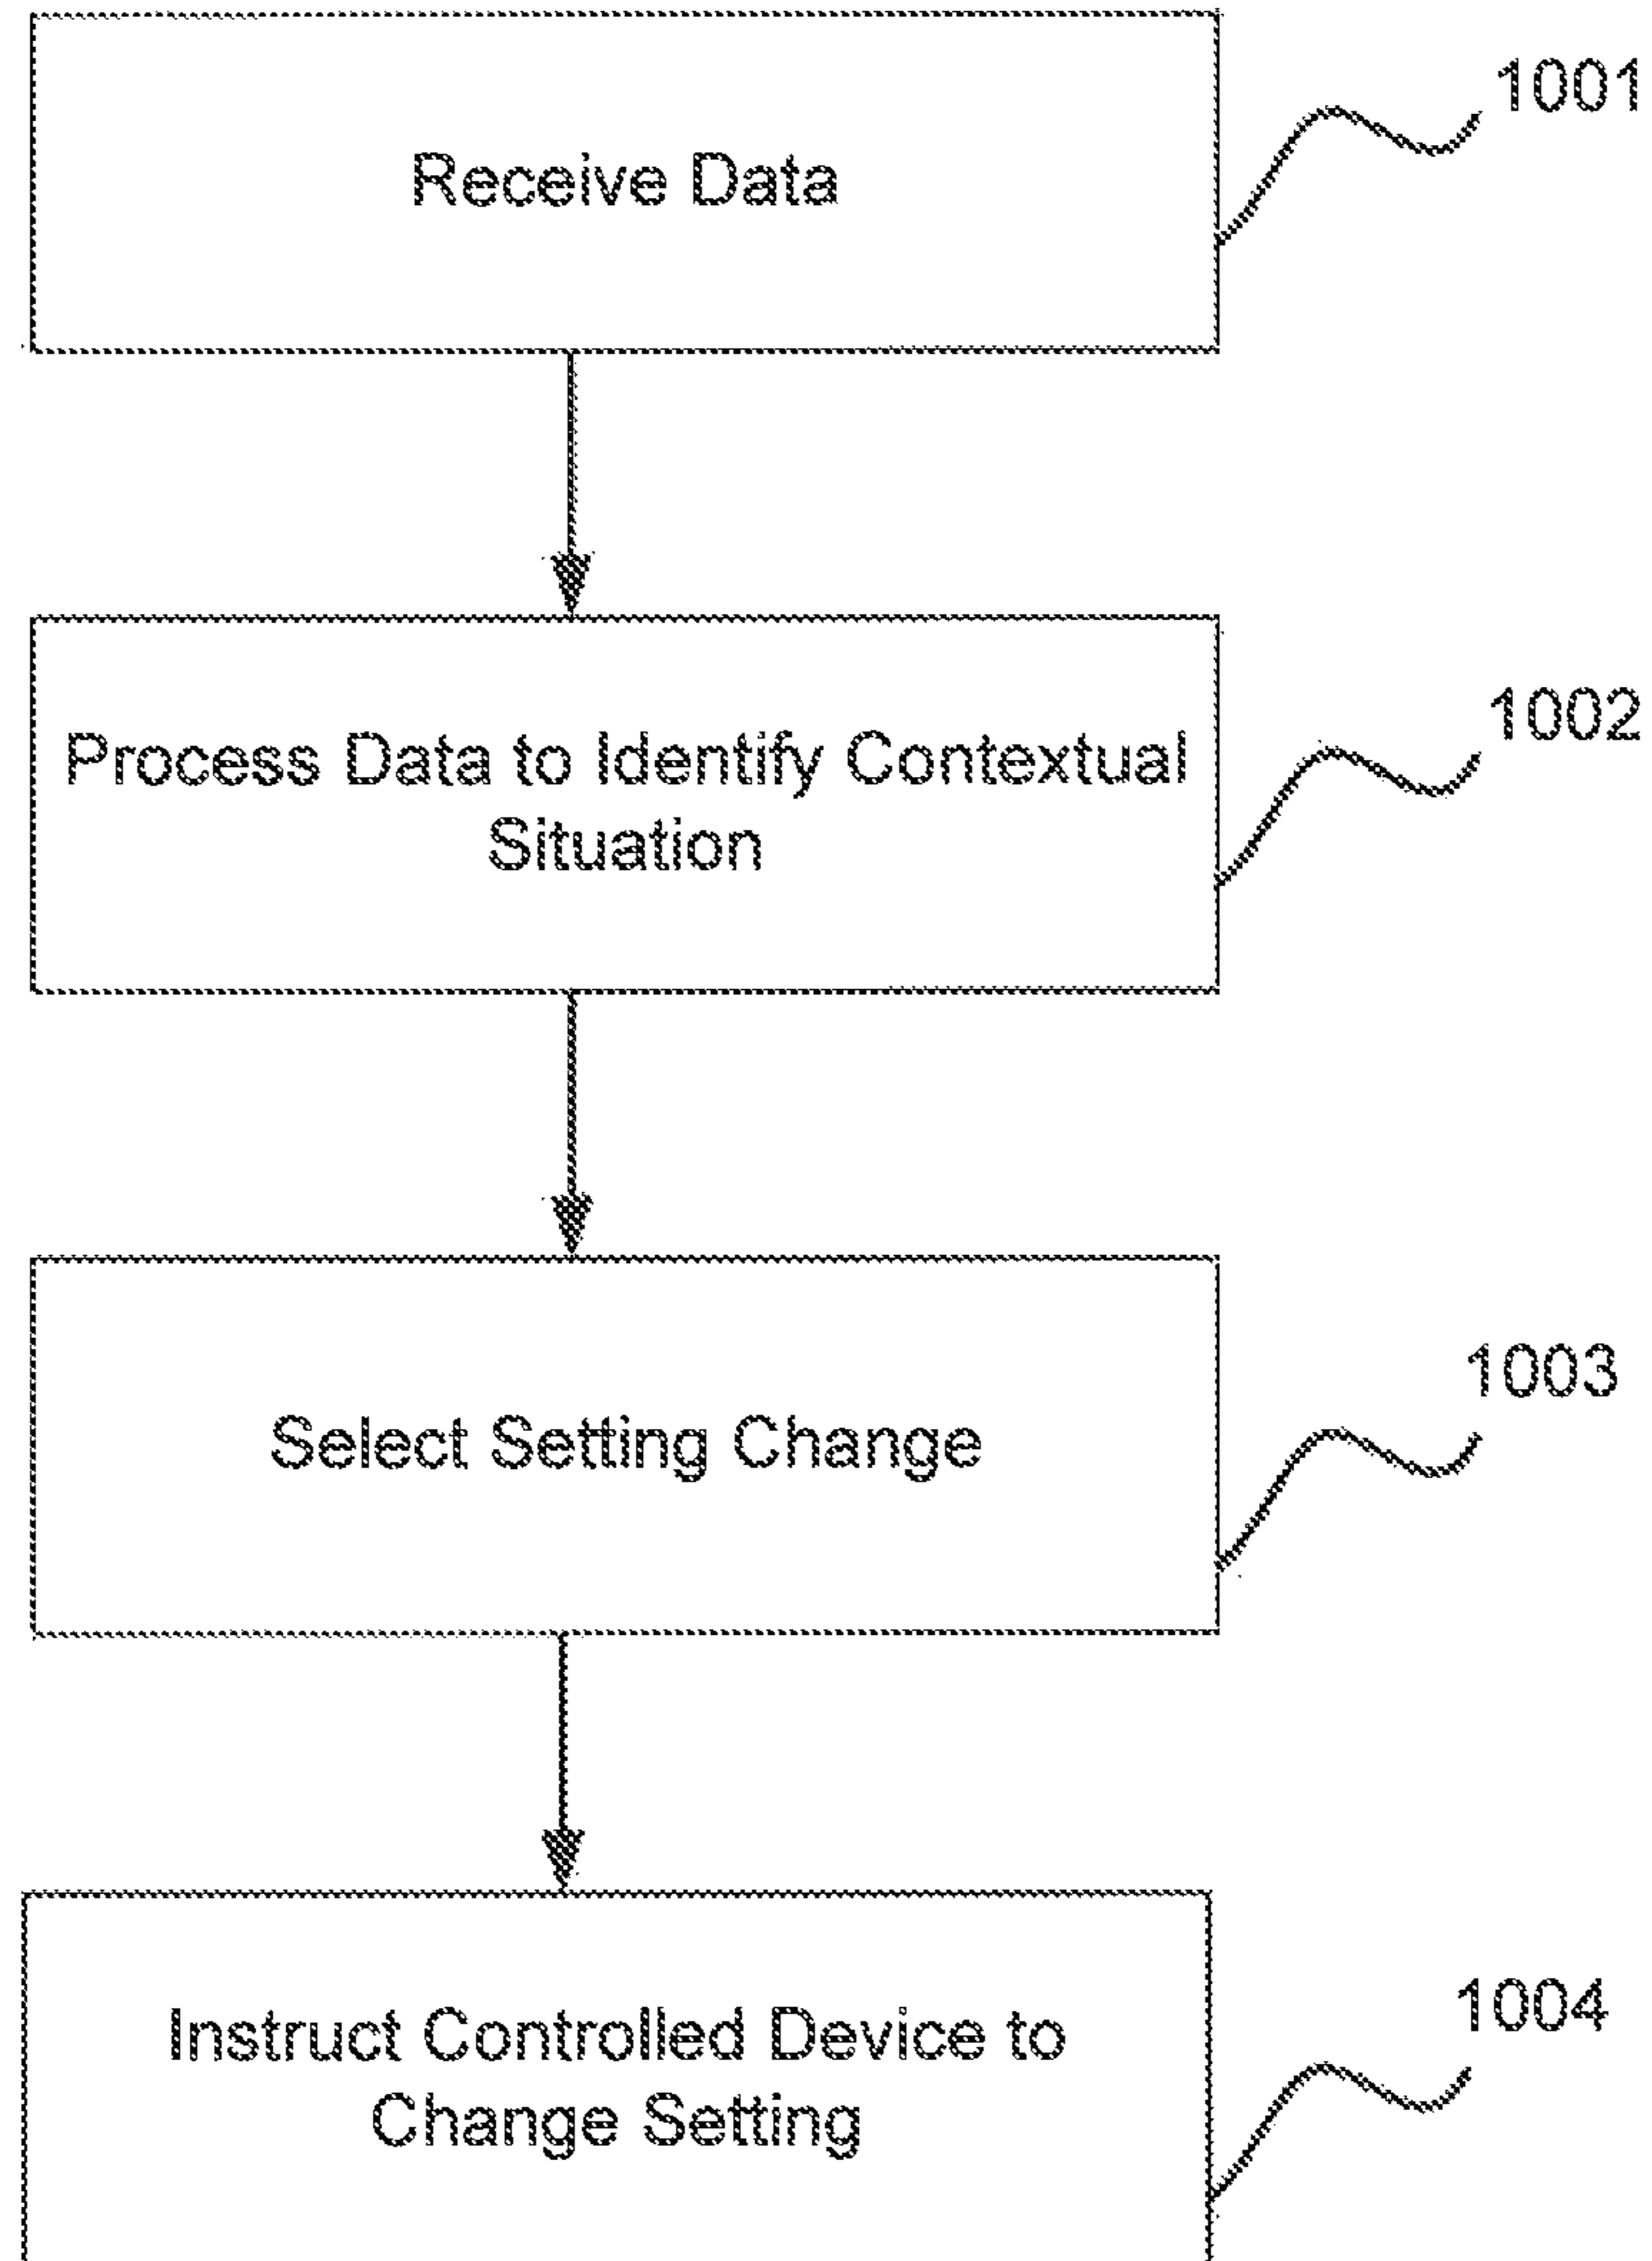 Receive Data
1001
Process Data to Identify Contextual
Situation
1002
Select Setting Change
1003
Instruct Controlled Device to
Change Setting
1004